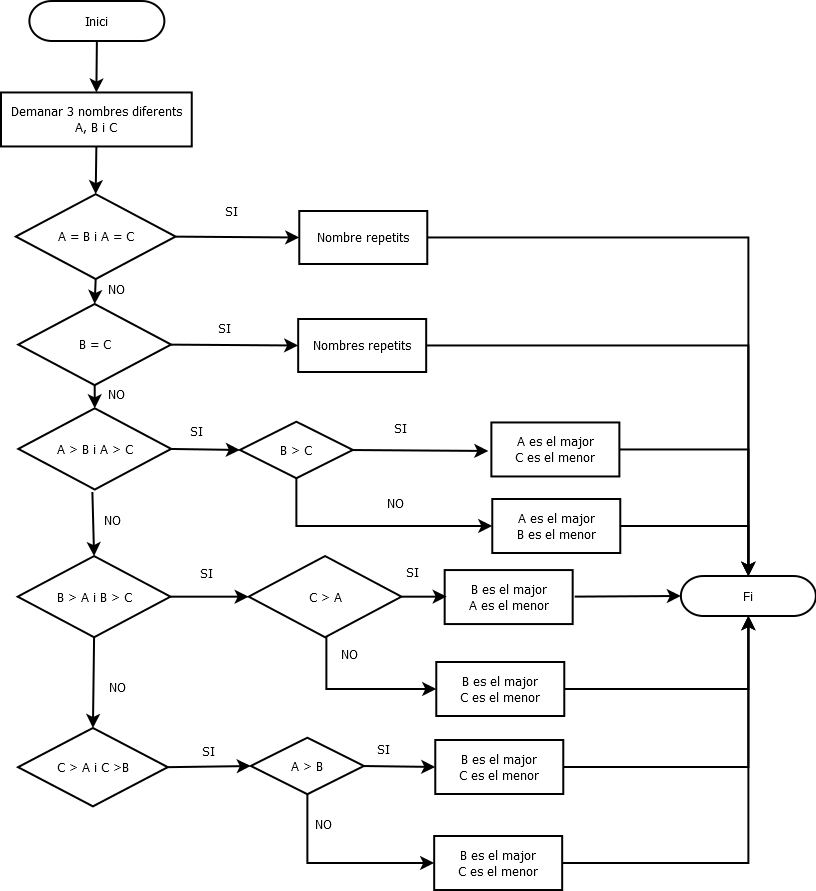 Inici
Demanar 3 nombres diferents
A, B i C
A = B i A = C
SI
Nombre repetits
NO
B = C
SI
Nombres repetits
NO
A > B i A > C
SI
B > C
SI
A es el major
C es el menor
NO
A es el major
B es el menor
NO
B > A i B > C
SI
C > A
SI
B es el major
A es el menor
Fi
NO
B es el major
C es el menor
NO
C > A i C >B
SI
A > B
SI
B es el major
C es el menor
NO
B es el major
C es el menor